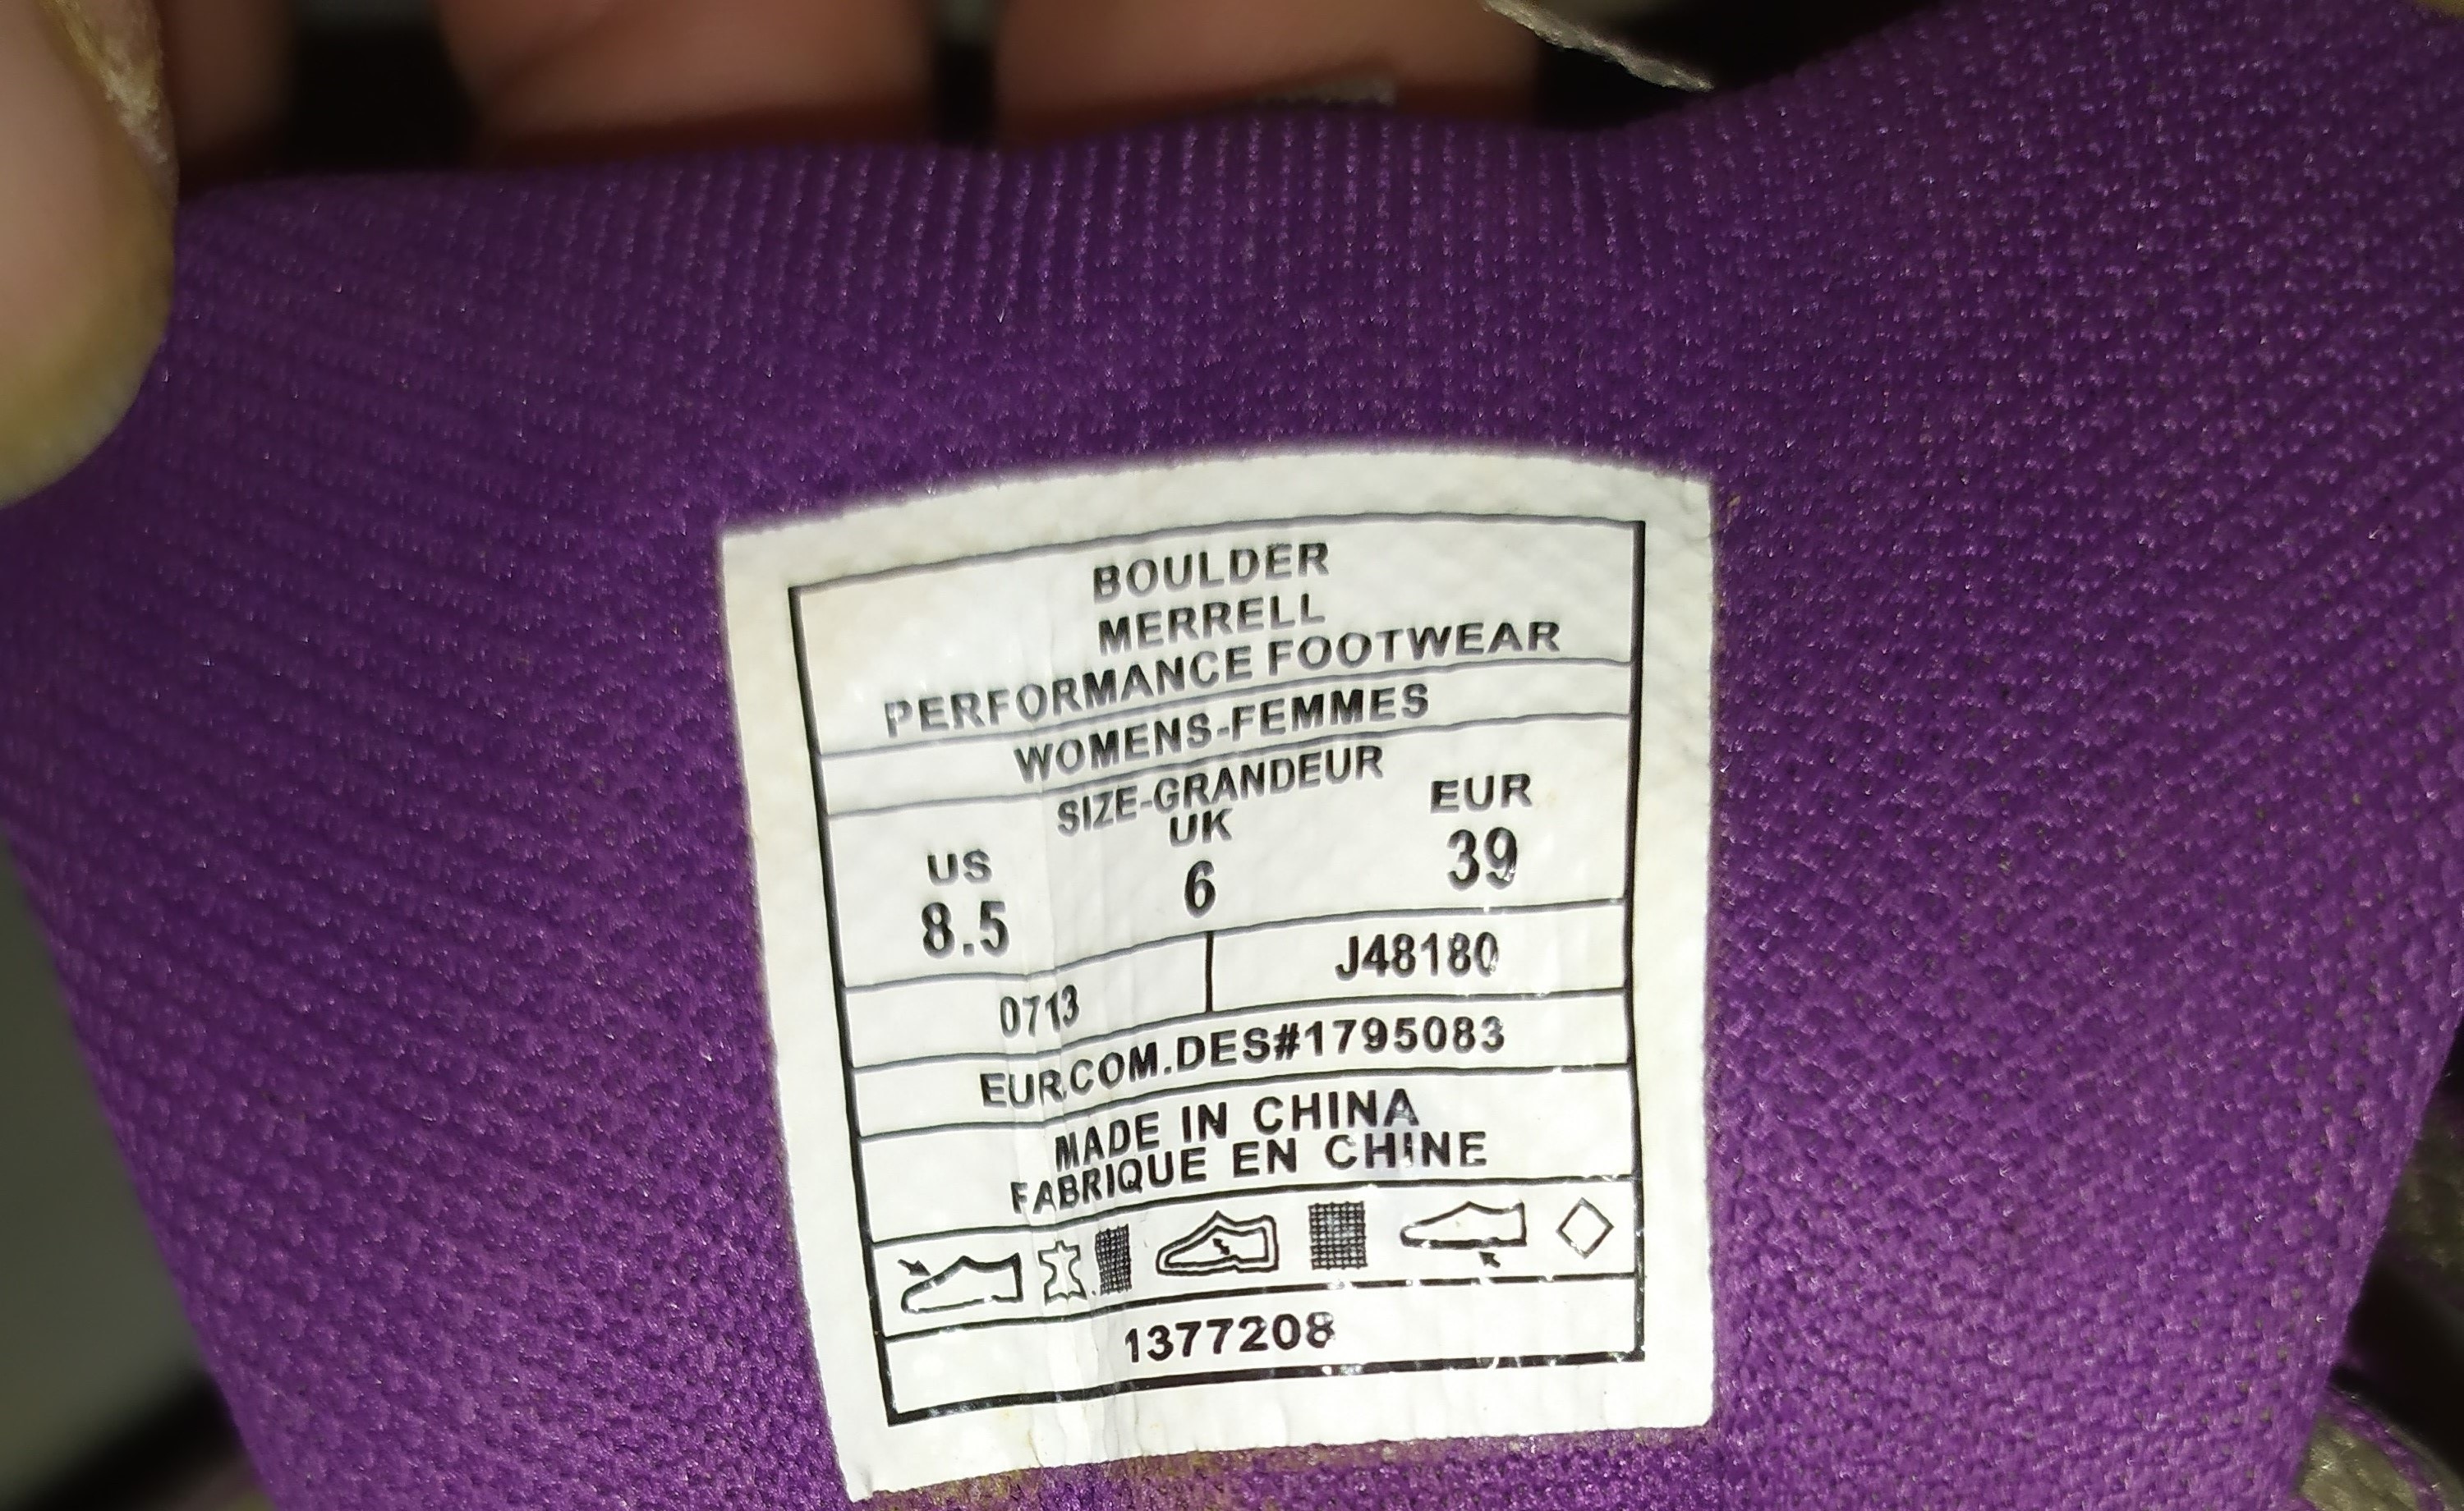 BOULDER
MERRELL
PERFORMANCE FOOTWEAR
WOMENS-FEMMES
SIZE-GRANDEUR
US UK EUR
8.5 6 39
0713 J48180
EUR.COM.DES#1795083
MADE IN CHINA
FABRIQUE EN CHINE
1377208